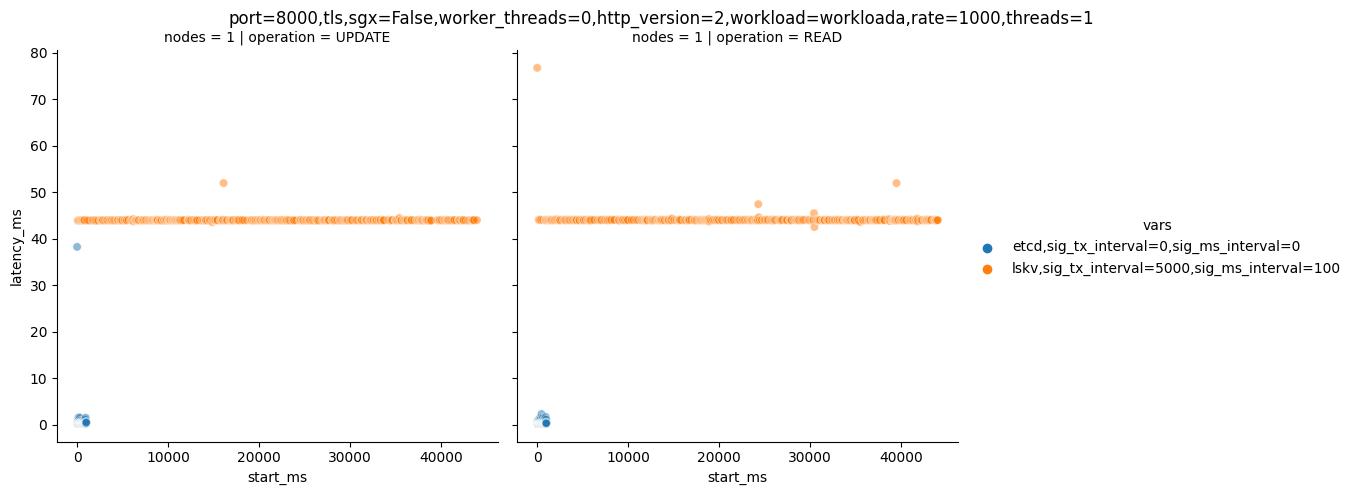 port=8000,tls,sgx=False,worker_threads=0,http_version=2,workload=workloada,rate=1000,threads=1
nodes = 1 | operation = UPDATE
nodes = 1 | operation = READ
80
70
60
50
40
30
20
10
0
latency_ms
0 10000 20000 30000 40000
start_ms
0 10000 20000 30000 40000
start_ms
vars
etcd,sig_tx_interval=0,sig_ms_interval=0
lskv,sig_tx_interval=5000,sig_ms_interval=100